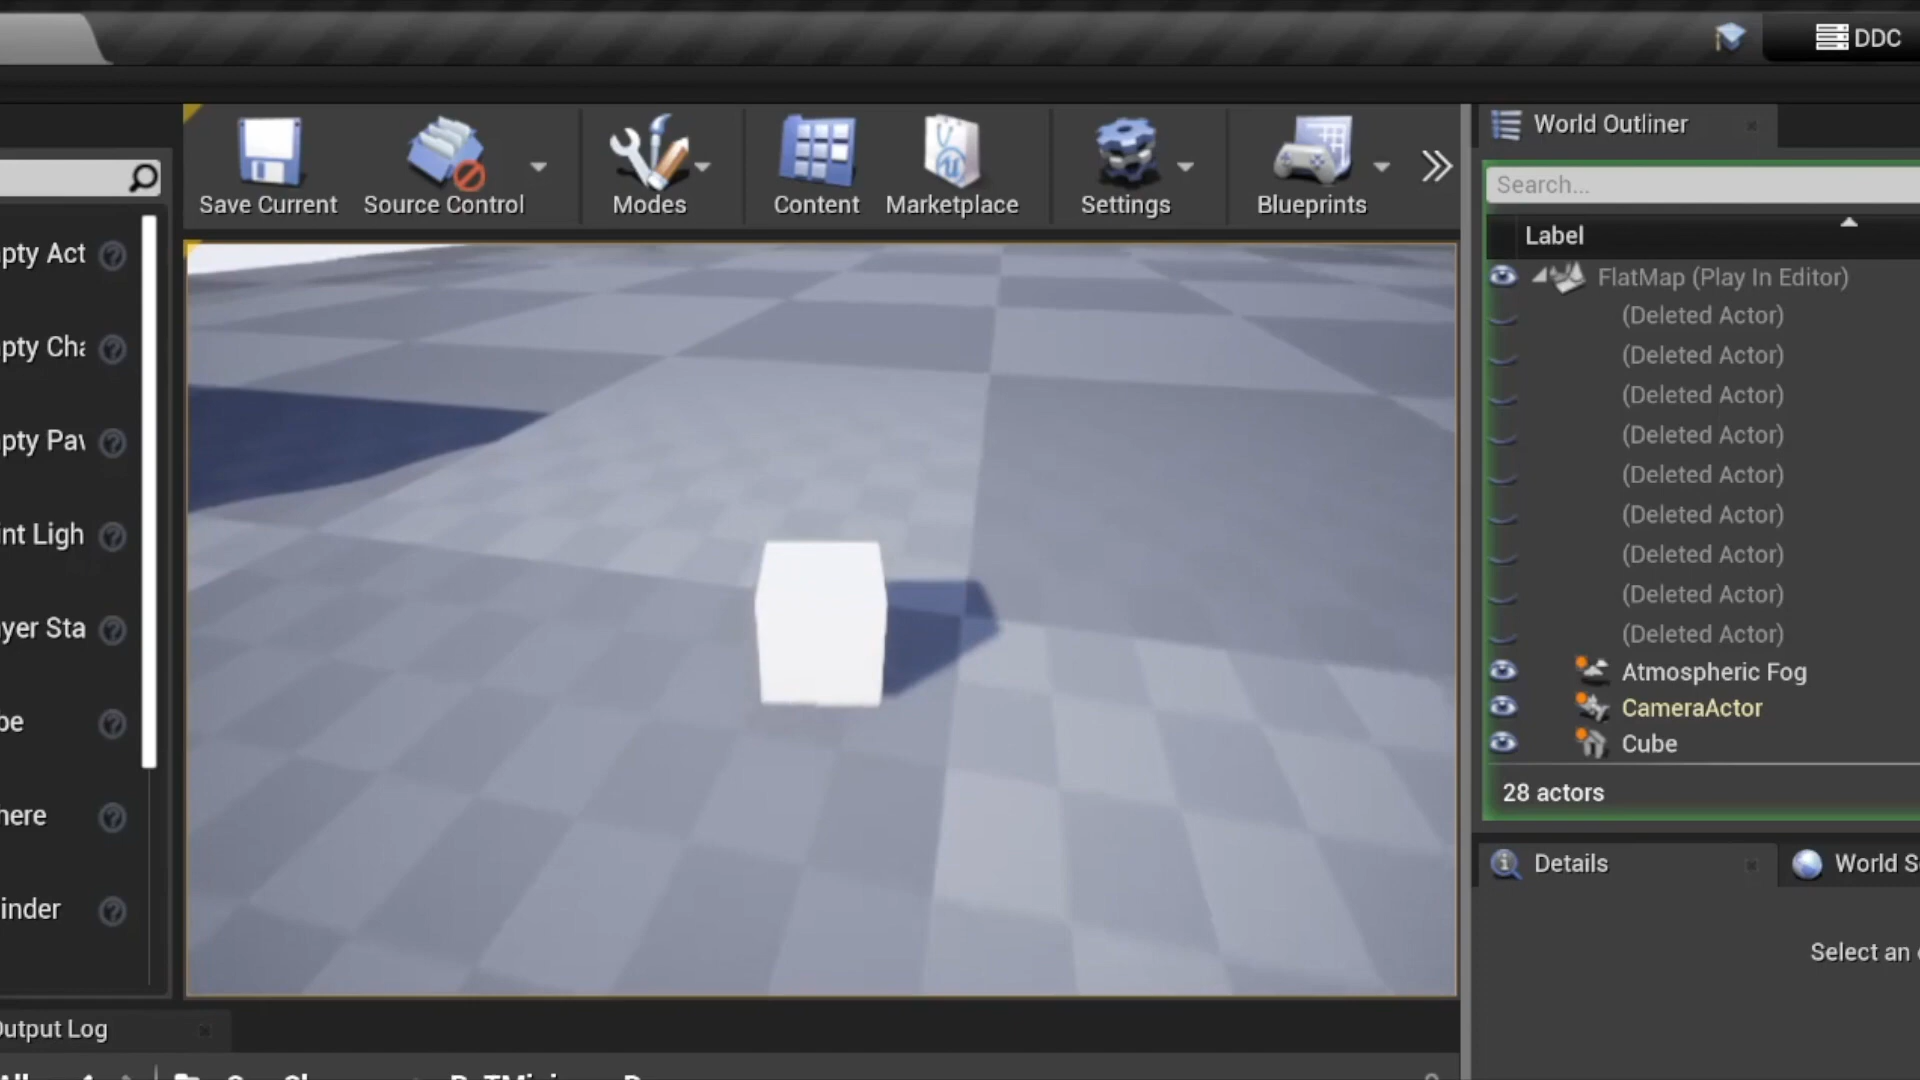 DDC
Save Current
Source Control
Modes
Content
Marketplace
Settings
Blueprints
World Outliner
Search...
Label
FlatMap (Play In Editor)
(Deleted Actor)
(Deleted Actor)
(Deleted Actor)
(Deleted Actor)
(Deleted Actor)
(Deleted Actor)
(Deleted Actor)
(Deleted Actor)
(Deleted Actor)
Atmospheric Fog
CameraActor
Cube
28 actors
Details
World S
Select an
pty Act
pty Cha
pty Pav
int Ligh
yer Sta
be
here
inder
Output Log